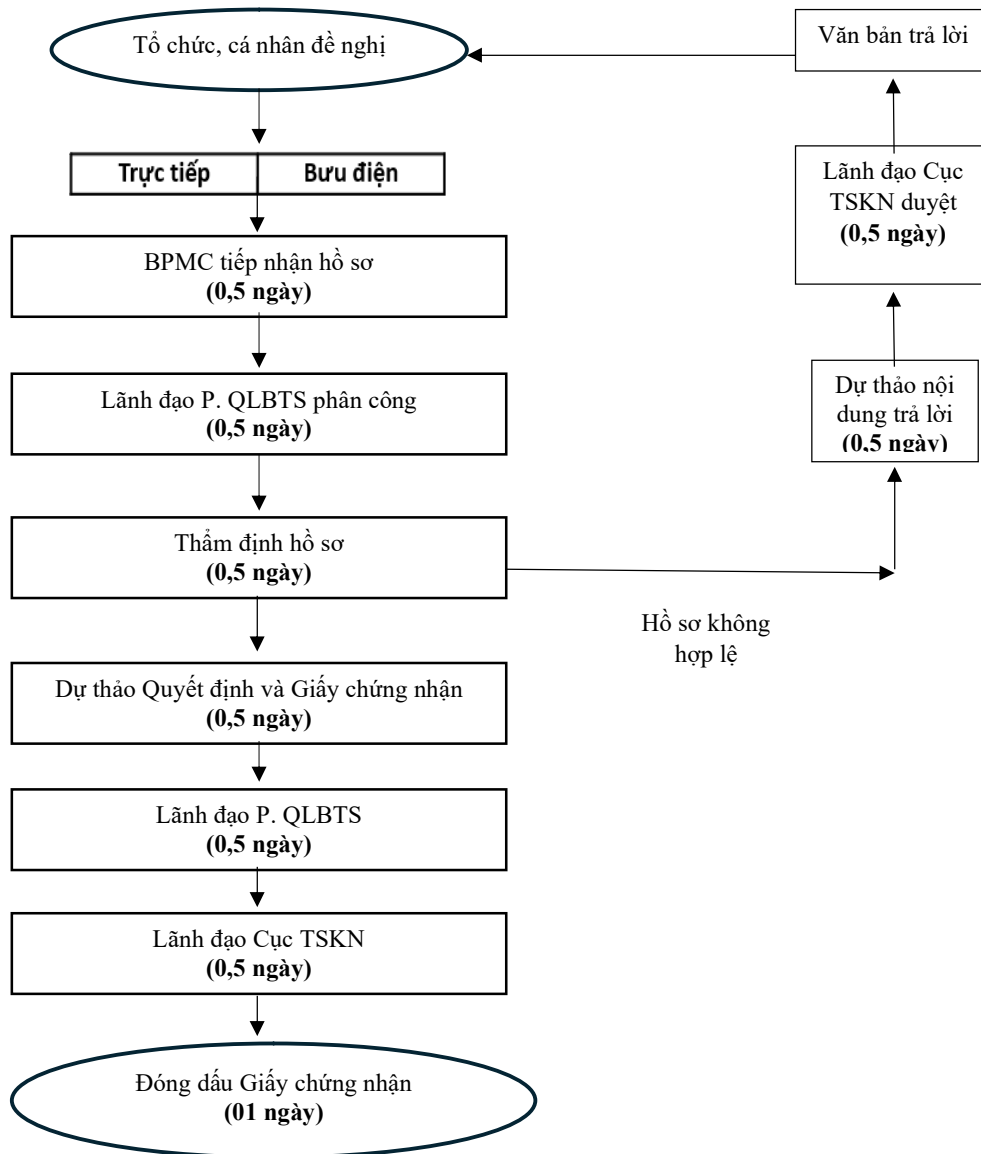 Tổ chức, cá nhân đề nghị
Văn bản trả lời
Trực tiếp
Bưu điện
Lãnh đạo Cục
TSKN duyệt
(0,5 ngày)
BPMC tiếp nhận hồ sơ
(0,5 ngày)
Lãnh đạo P. QLBTS phân công
(0,5 ngày)
Dự thảo nội
dung trả lời
(0,5 ngày)
Thẩm định hồ sơ
(0,5 ngày)
Hồ sơ không
hợp lệ
Dự thảo Quyết định và Giấy chứng nhận
(0,5 ngày)
Lãnh đạo P. QLBTS
(0,5 ngày)
Lãnh đạo Cục TSKN
(0,5 ngày)
Đóng dấu Giấy chứng nhận
(01 ngày)